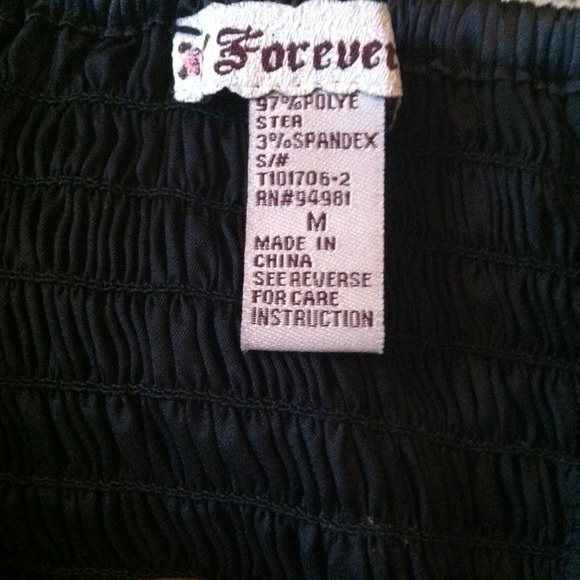 Forever
97%POLYE
STER
3%SPANDEX
S/#
T101706-2
RN#94981
M
MADE IN
CHINA
SEE REVERSE
FOR CARE
INSTRUCTION